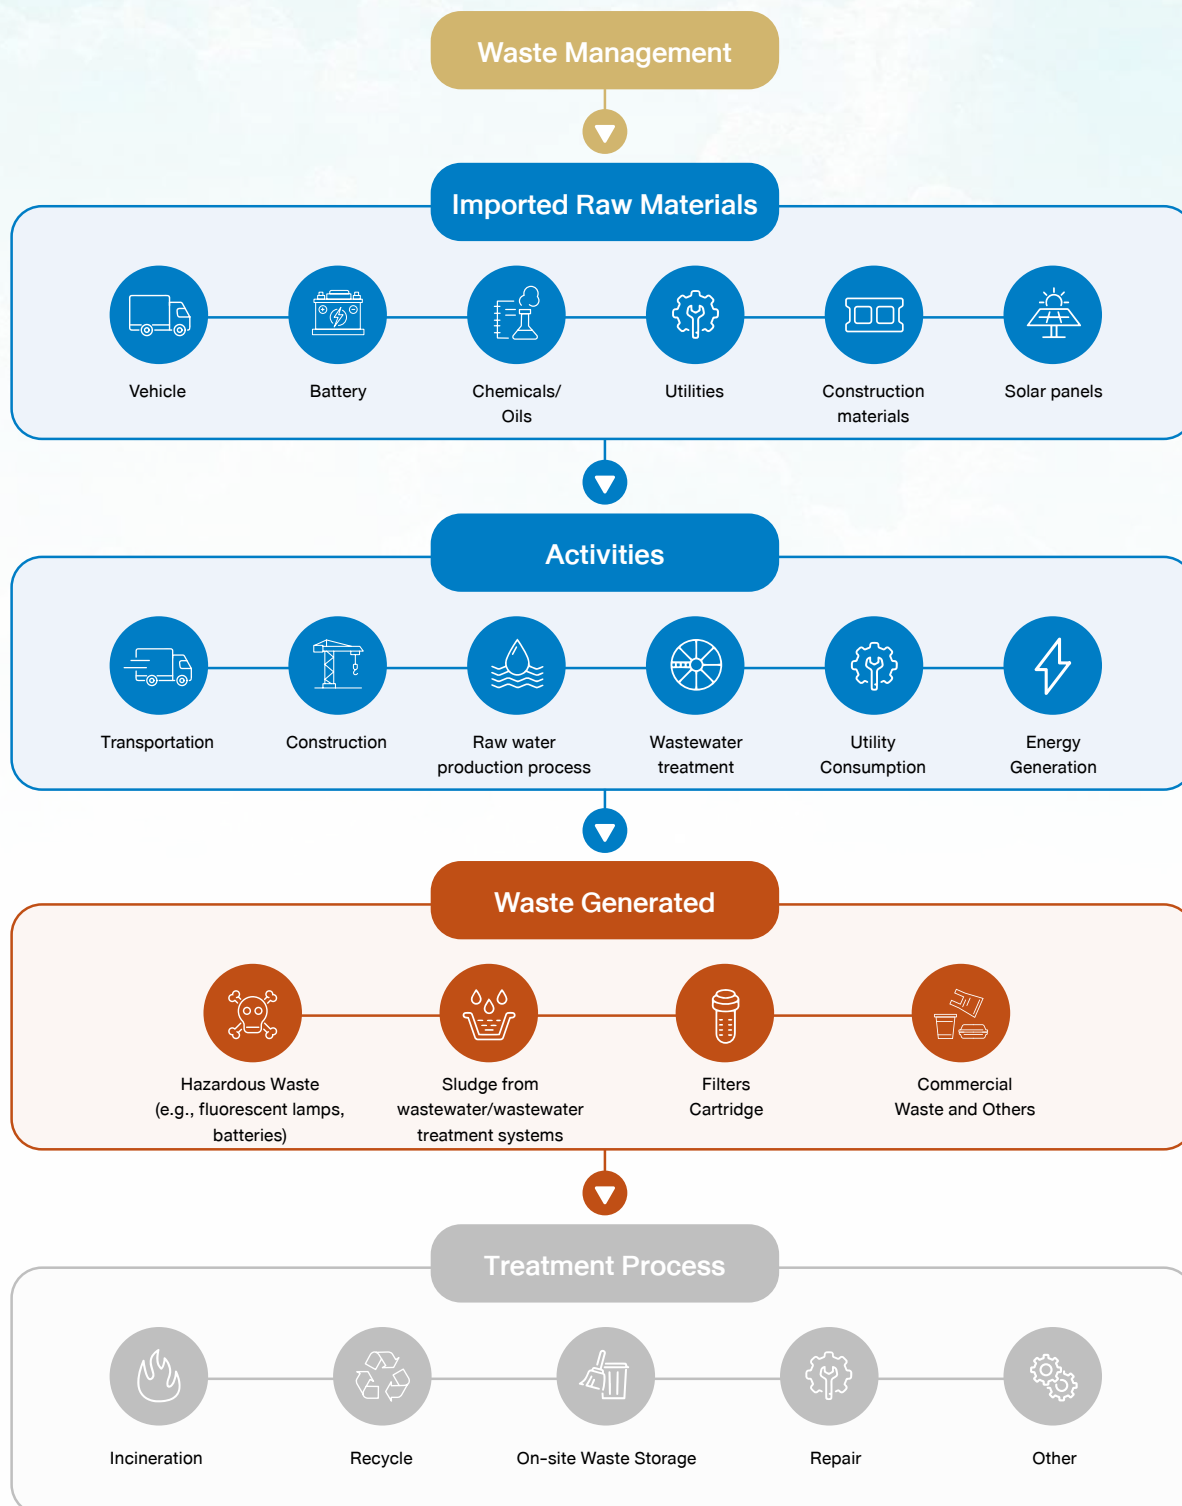 Waste Management
Imported Raw Materials
Vehicle
Battery
Chemicals/
Oils
Utilities
Construction
materials
Solar panels
Activities
Transportation
Construction
Raw water
production process
Wastewater
treatment
Utility
Consumption
Energy
Generation
Waste Generated
Hazardous Waste
(e.g., fluorescent lamps,
batteries)
Sludge from
wastewater/wastewater
treatment systems
Filters
Cartridge
Commercial
Waste and Others
Treatment Process
Incineration
Recycle
On-site Waste Storage
Repair
Other